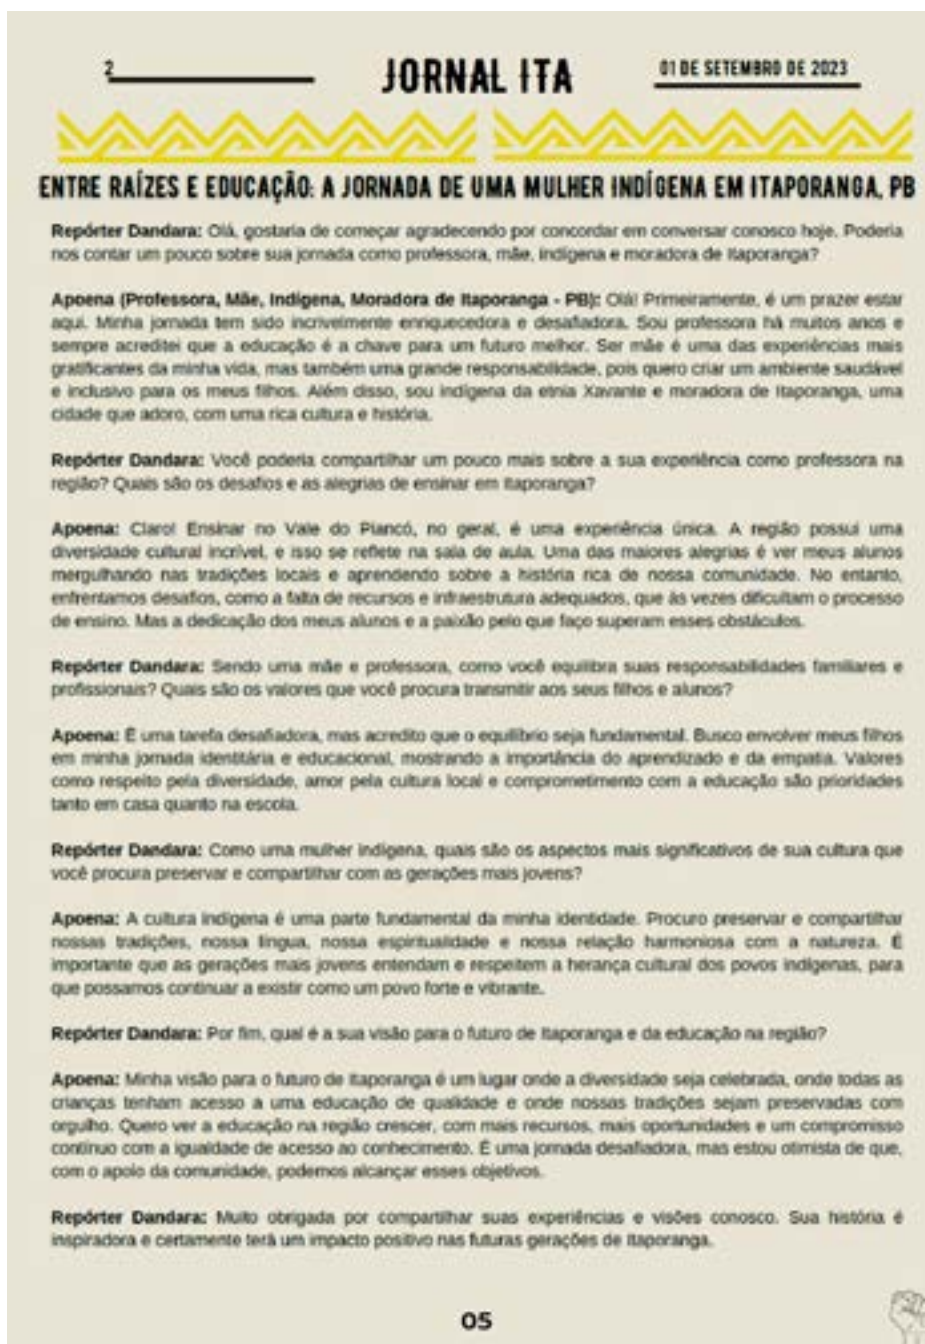 2
JORNAL ITA
01 DE SETEMBRO DE 2023
ENTRE RAÍZES E EDUCAÇÃO: A JORNADA DE UMA MULHER INDÍGENA EM ITAPORANGA, PB
Repórter Dandara: Olá, gostaria de começar agradecendo por concordar em conversar conosco hoje. Poderia
nos contar um pouco sobre sua jornada como professora, mãe, indígena e moradora de Itaporanga?
Apoena (Professora, Mãe, Indígena, Moradora de Itaporanga - PB): Olá! Primeiramente, é um prazer estar
aqui. Minha jornada tem sido incrivelmente enriquecedora e desafiadora. Sou professora há muitos anos e
sempre acreditei que a educação é a chave para um futuro melhor. Ser mãe é uma das experiências mais
gratificantes da minha vida, mas também uma grande responsabilidade, pois quero criar um ambiente saudável
e inclusivo para os meus filhos. Além disso, sou indígena da etnia Xavante e moradora de Itaporanga, uma
cidade que adoro, com uma rica cultura e história.
Repórter Dandara: Você poderia compartilhar um pouco mais sobre a sua experiência como professora na
região? Quais são os desafios e as alegrias de ensinar em Itaporanga?
Apoena: Claro! Ensinar no Vale do Piancó, no geral, é uma experiência única. A região possui uma
diversidade cultural incrível, e isso se reflete na sala de aula. Uma das maiores alegrias é ver meus alunos
mergulhando nas tradições locais e aprendendo sobre a história rica de nossa comunidade. No entanto,
enfrentamos desafios, como a falta de recursos e infraestrutura adequados, que às vezes dificultam o processo
de ensino. Mas a dedicação dos meus alunos e a paixão pelo que faço superam esses obstáculos.
Repórter Dandara: Sendo uma mãe e professora, como você equilibra suas responsabilidades familiares e
profissionais? Quais são os valores que você procura transmitir aos seus filhos e alunos?
Apoena: É uma tarefa desafiadora, mas acredito que o equilíbrio seja fundamental. Busco envolver meus filhos
em minha jornada identitária e educacional, mostrando a importância do aprendizado e da empatia. Valores
como respeito pela diversidade, amor pela cultura local e comprometimento com a educação são prioridades
tanto em casa quanto na escola.
Repórter Dandara: Como uma mulher indígena, quais são os aspectos mais significativos de sua cultura que
você procura preservar e compartilhar com as gerações mais jovens?
Apoena: A cultura indígena é uma parte fundamental da minha identidade. Procuro preservar e compartilhar
nossas tradições, nossa língua, nossa espiritualidade e nossa relação harmoniosa com a natureza. É
importante que as gerações mais jovens entendam e respeitem a herança cultural dos povos indígenas, para
que possamos continuar a existir como um povo forte e vibrante.
Repórter Dandara: Por fim, qual é a sua visão para o futuro de Itaporanga e da educação na região?
Apoena: Minha visão para o futuro de Itaporanga é um lugar onde a diversidade seja celebrada, onde todas as
crianças tenham acesso a uma educação de qualidade e onde nossas tradições sejam preservadas com
orgulho. Quero ver a educação na região crescer, com mais recursos, mais oportunidades e um compromisso
contínuo com a igualdade de acesso ao conhecimento. É uma jornada desafiadora, mas estou otimista de que,
com o apoio da comunidade, podemos alcançar esses objetivos.
Repórter Dandara: Muito obrigada por compartilhar suas experiências e visões conosco. Sua história é
inspiradora e certamente terá um impacto positivo nas futuras gerações de Itaporanga.
05